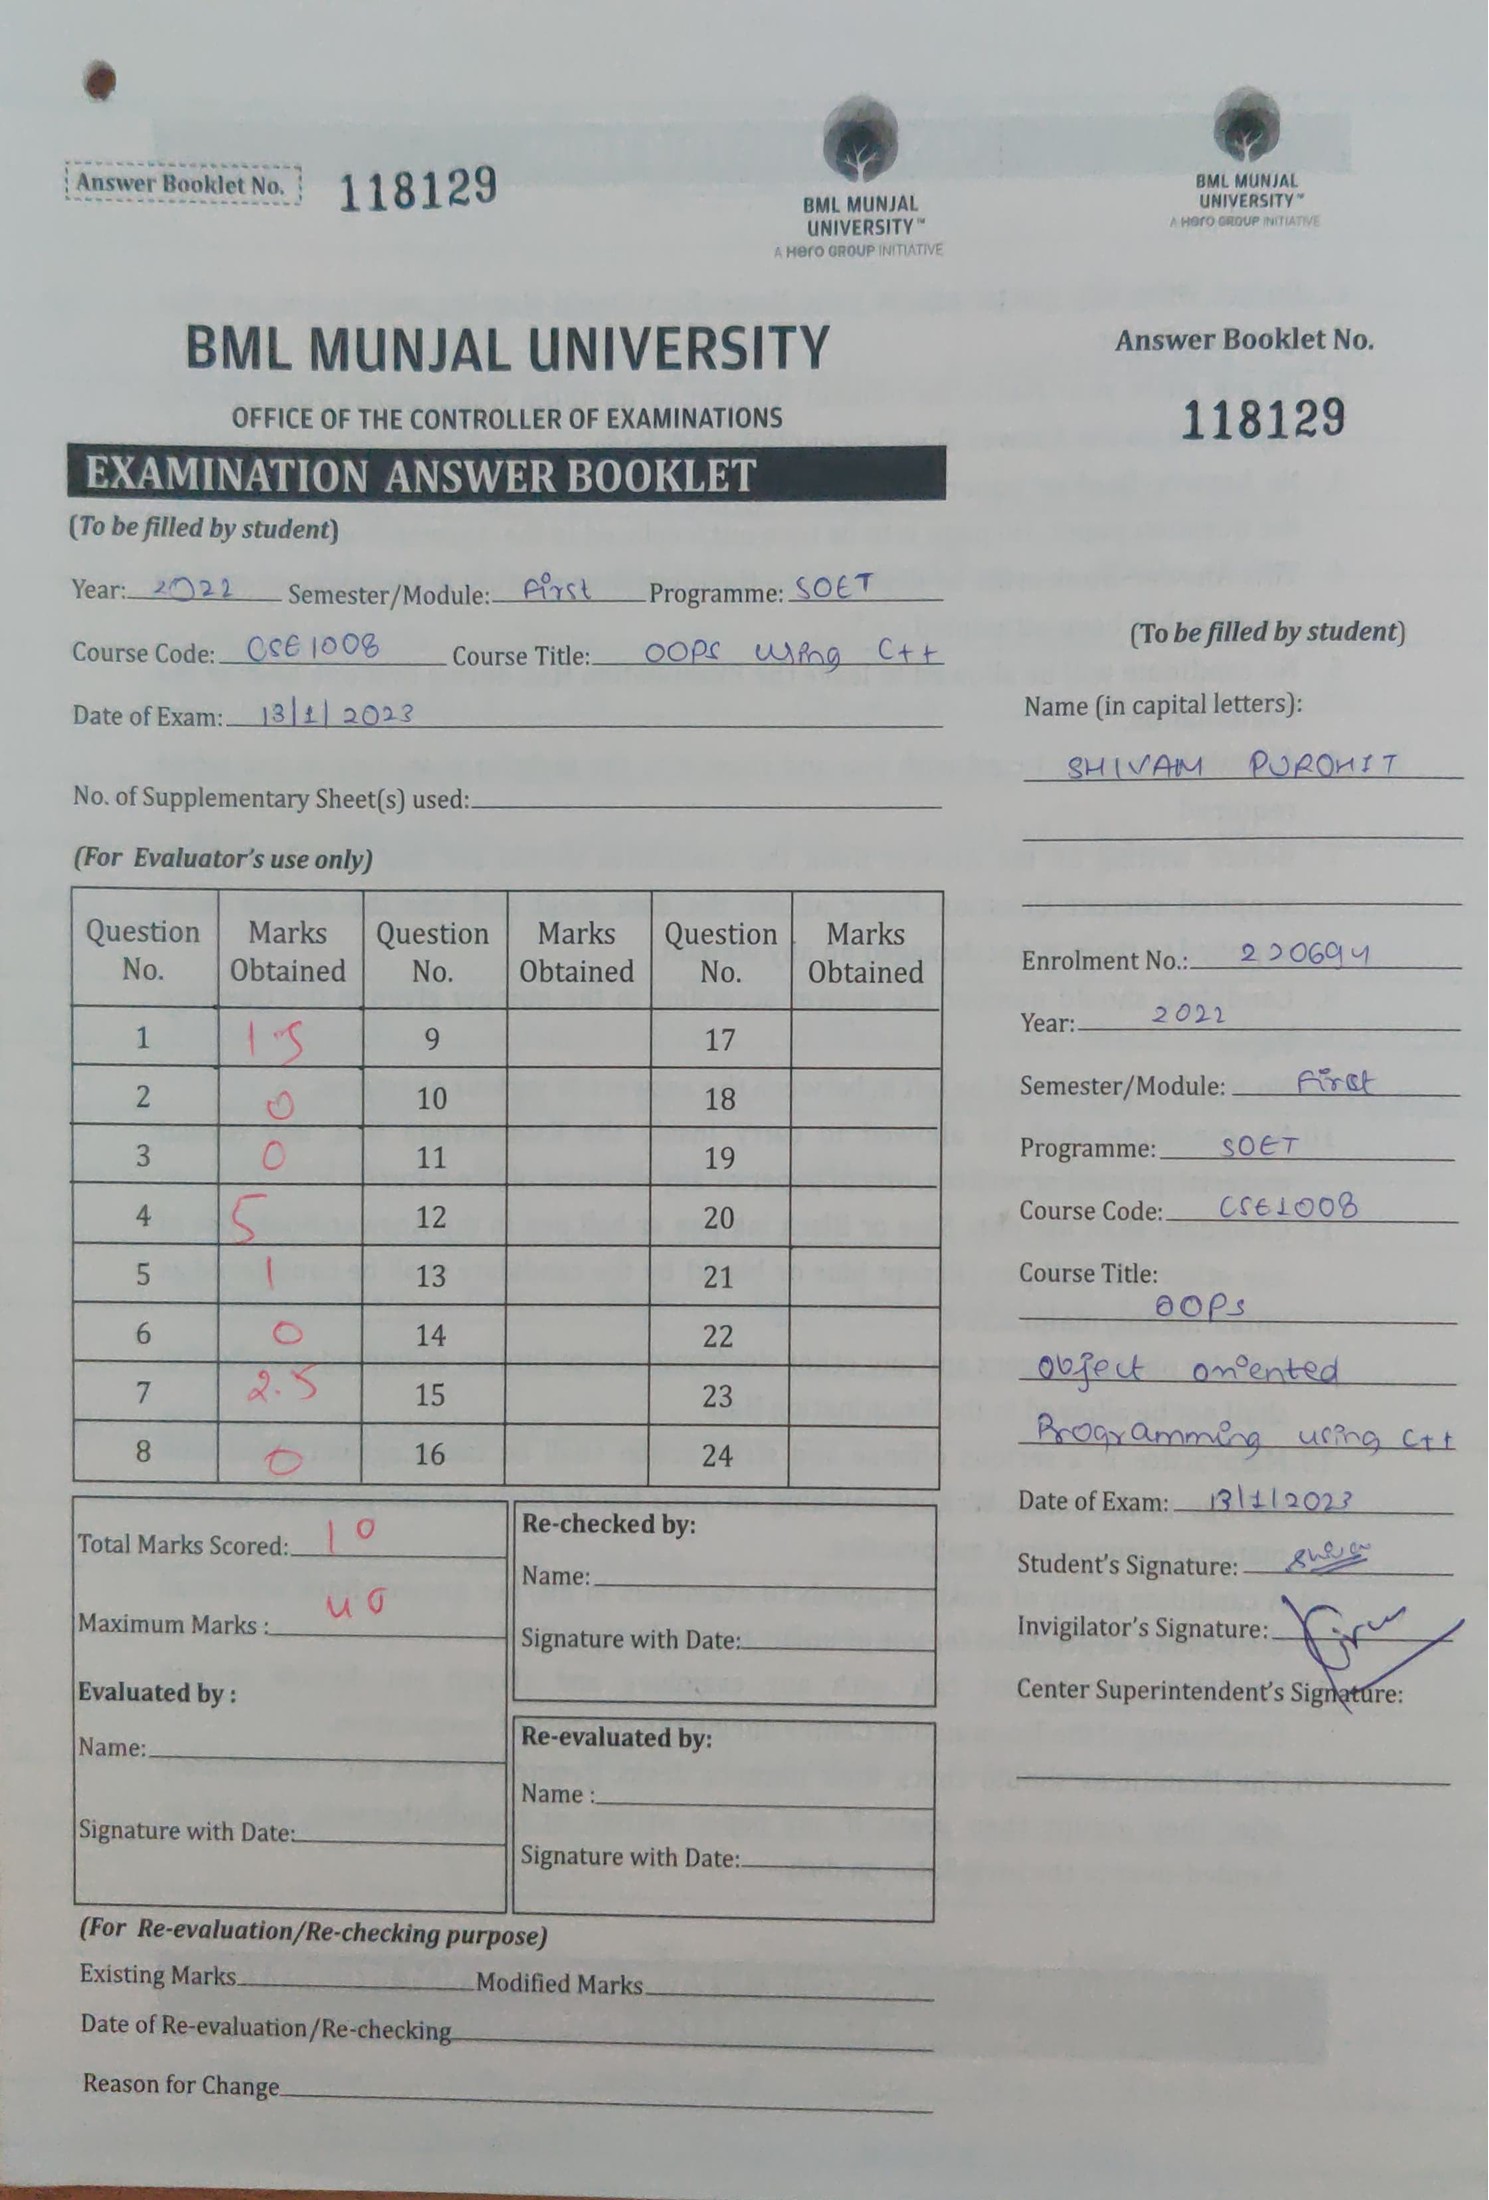 Answer Booklet No. 118129
BML MUNJAL
UNIVERSITY™
A Hero GROUP INITIATIVE
BML MUNJAL
UNIVERSITY™
A Hero GROUP INITIATIVE
BML MUNJAL UNIVERSITY
OFFICE OF THE CONTROLLER OF EXAMINATIONS
EXAMINATION ANSWER BOOKLET
(To be filled by student)
Year: 2022 Semester/Module: First Programme: SOET
Course Code: CSE1008 Course Title: OOPS using C++
Date of Exam: 13/1/2023
No. of Supplementary Sheet(s) used:
(For Evaluator's use only)
Question No. Marks Obtained Question No. Marks Obtained Question No. Marks Obtained
1 1.5 9 17
2 0 10 18
3 0 11 19
4 5 12 20
5 1 13 21
6 0 14 22
7 2.5 15 23
8 0 16 24
Total Marks Scored: 10
Maximum Marks : 40
Evaluated by :
Name:
Signature with Date:
Re-checked by:
Name:
Signature with Date:
Re-evaluated by:
Name :
Signature with Date:
(For Re-evaluation/Re-checking purpose)
Existing Marks Modified Marks
Date of Re-evaluation/Re-checking
Reason for Change
Answer Booklet No.
118129
(To be filled by student)
Name (in capital letters):
SHIVAM PUROHIT
Enrolment No.: 220694
Year: 2022
Semester/Module: First
Programme: SOET
Course Code: CSE1008
Course Title:
OOPS
Object oriented
Programming using C++
Date of Exam: 13/1/2023
Student's Signature:
Invigilator's Signature:
Center Superintendent's Signature: